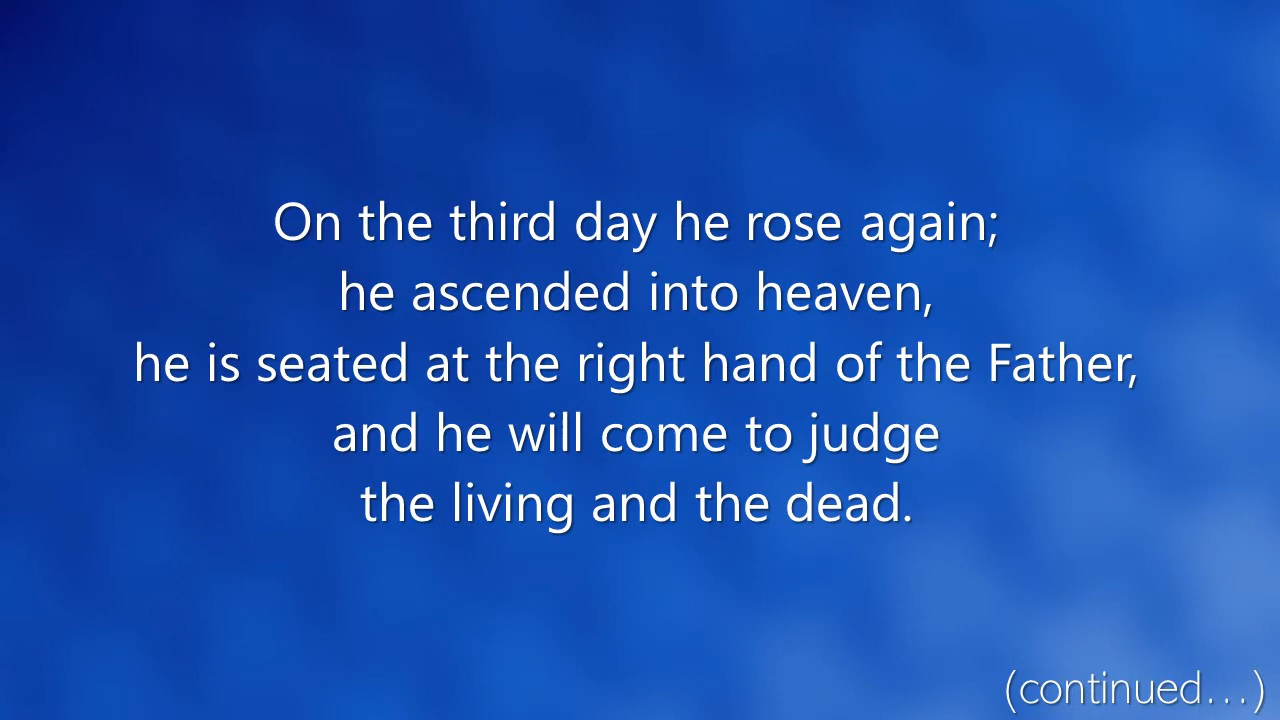 On the third day he rose again;
he ascended into heaven,
he is seated at the right hand of the Father,
and he will come to judge
the living and the dead.
(continued…)